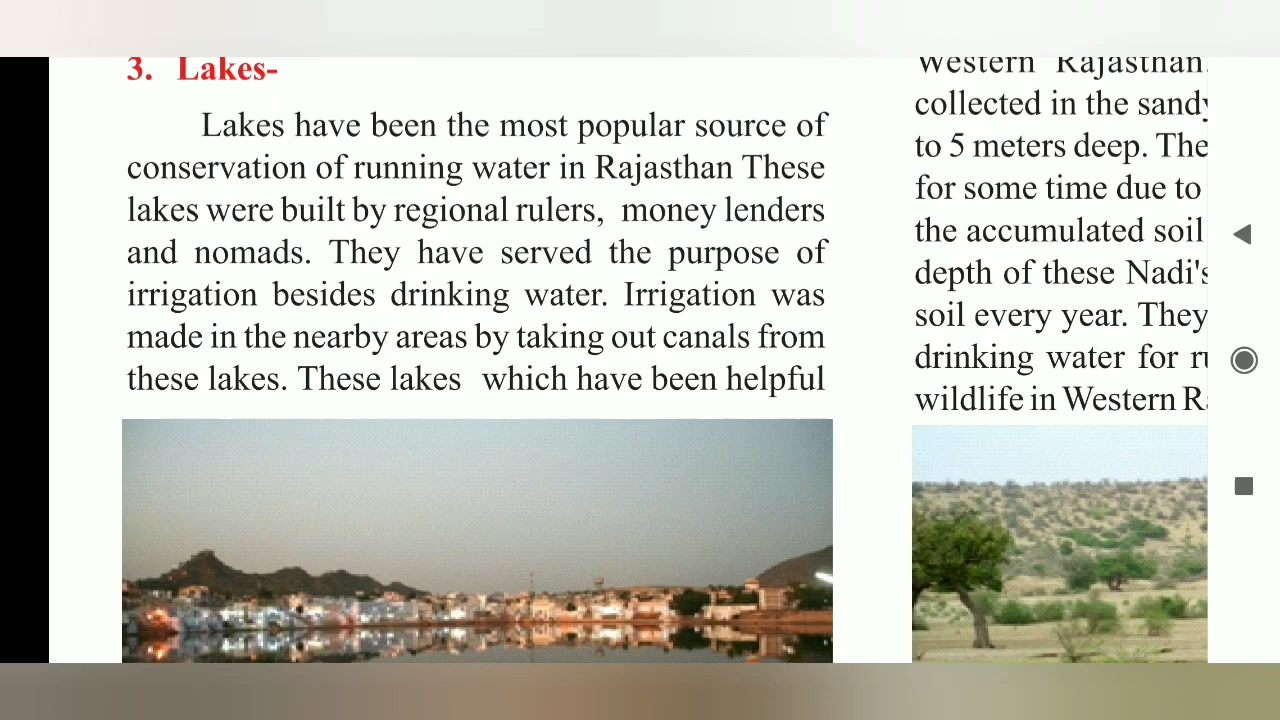 3. Lakes-
Lakes have been the most popular source of
conservation of running water in Rajasthan These
lakes were built by regional rulers, money lenders
and nomads. They have served the purpose of
irrigation besides drinking water. Irrigation was
made in the nearby areas by taking out canals from
these lakes. These lakes which have been helpful
Western Rajasthan.
collected in the sandy
to 5 meters deep. The
for some time due to
the accumulated soil
depth of these Nadi's
soil every year. They
drinking water for
wildlife in Western